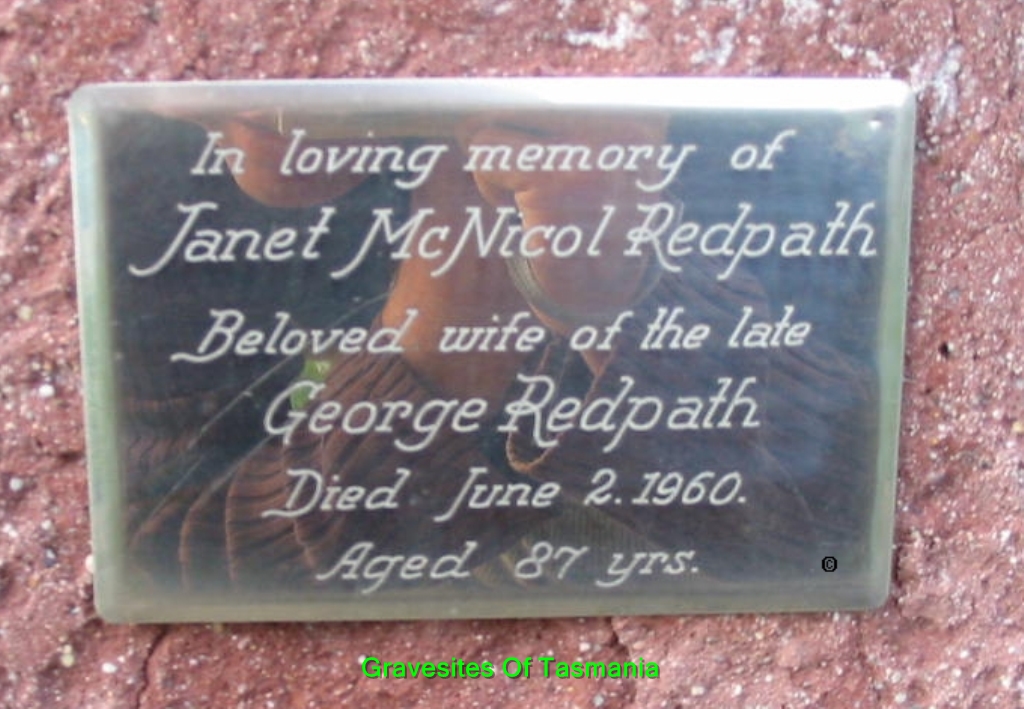 In loving memory of
Janet McNicol Redpath
Beloved wife of the late
George Redpath
Died June 2. 1960.
Aged 87 yrs.
©
Gravesites Of Tasmania